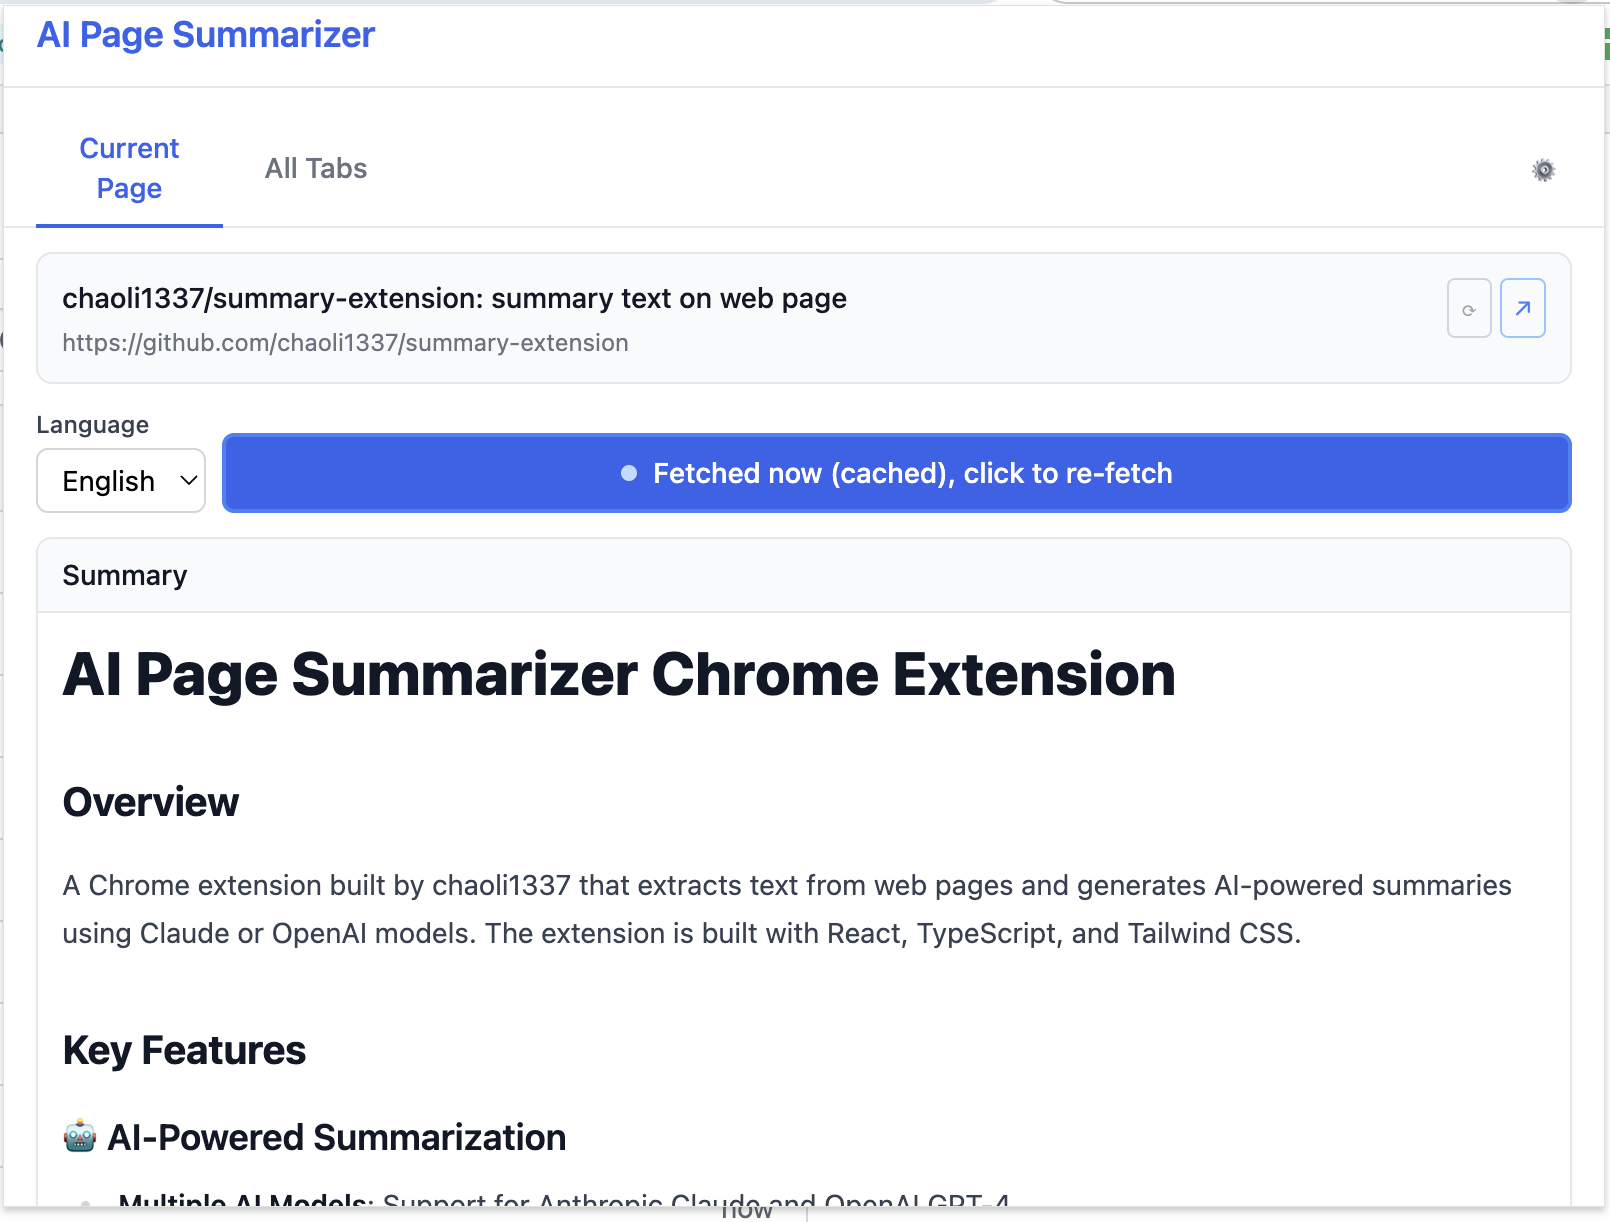 AI Page Summarizer
Current
Page
All Tabs
chaoli1337/summary-extension: summary text on web page
https://github.com/chaoli1337/summary-extension
Language
English
Fetched now (cached), click to re-fetch
Summary
AI Page Summarizer Chrome Extension
Overview
A Chrome extension built by chaoli1337 that extracts text from web pages and generates AI-powered summaries
using Claude or OpenAI models. The extension is built with React, TypeScript, and Tailwind CSS.
Key Features
🤖 AI-Powered Summarization
Multiple AI Models: Support for Anthropic Claude and OpenAI GPT-4
now